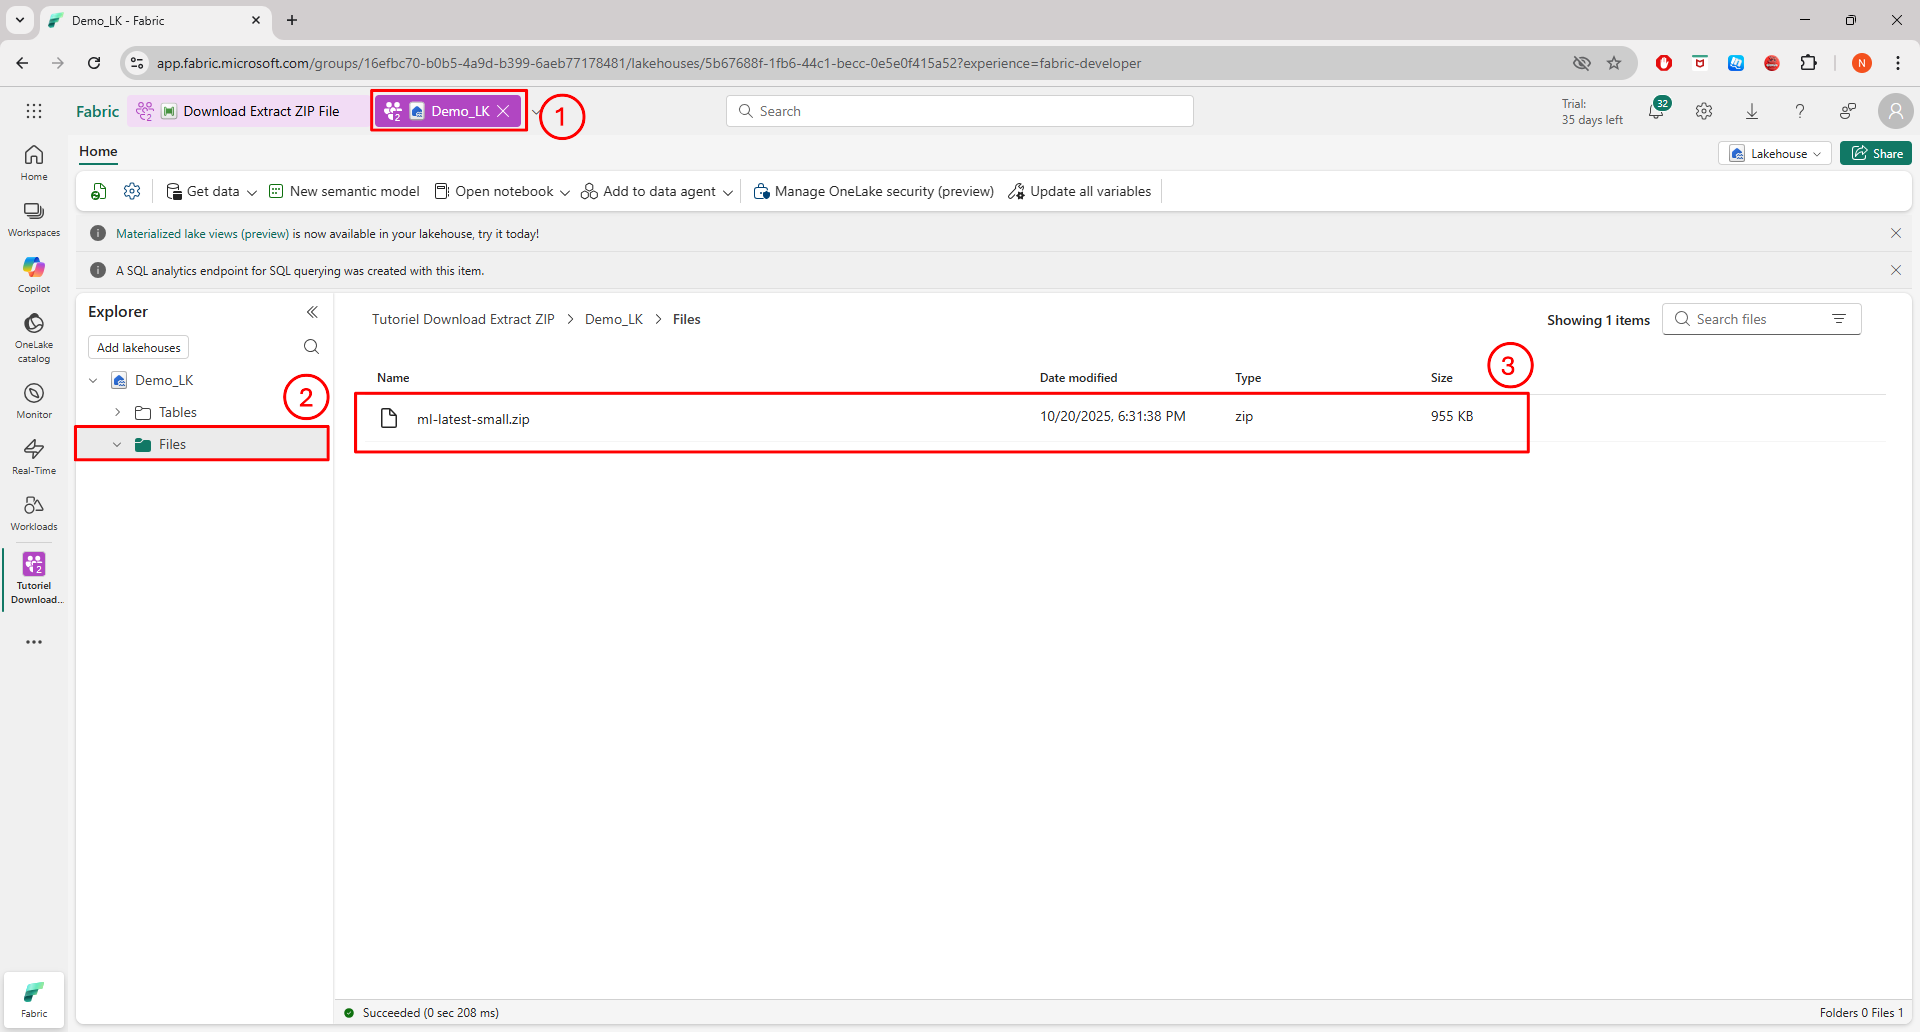 Demo_LK - Fabric
app.fabric.microsoft.com/groups/16efbc70-b0b5-4a9d-b399-6aeb77178481/lakehouses/5b67688f-1fb6-44c1-becc-0e5e0f415a52?experience=fabric-developer
N
Fabric
2
Download Extract ZIP File
2
Demo_LK
1
Search
Trial:
35 days left
32
Home
Lakehouse
Share
Get data
New semantic model
Open notebook
Add to data agent
Manage OneLake security (preview)
Update all variables
Materialized lake views (preview) is now available in your lakehouse, try it today!
A SQL analytics endpoint for SQL querying was created with this item.
Home
Workspaces
Copilot
OneLake
catalog
Monitor
Real-Time
Workloads
2
Tutoriel
Download...
Fabric
Explorer
Add lakehouses
Demo_LK
2
Tables
Files
Tutoriel Download Extract ZIP > Demo_LK > Files
Showing 1 items
Search files
3
Name Date modified Type Size
ml-latest-small.zip 10/20/2025, 6:31:38 PM zip 955 KB
Succeeded (0 sec 208 ms)
Folders 0 Files 1